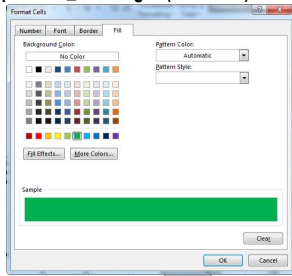 Format Cells
Number Font Border Fill
Background Color:
No Color
Pattern Color:
Automatic
Pattern Style:
Fill Effects... More Colors...
Sample
Clear
OK Cancel